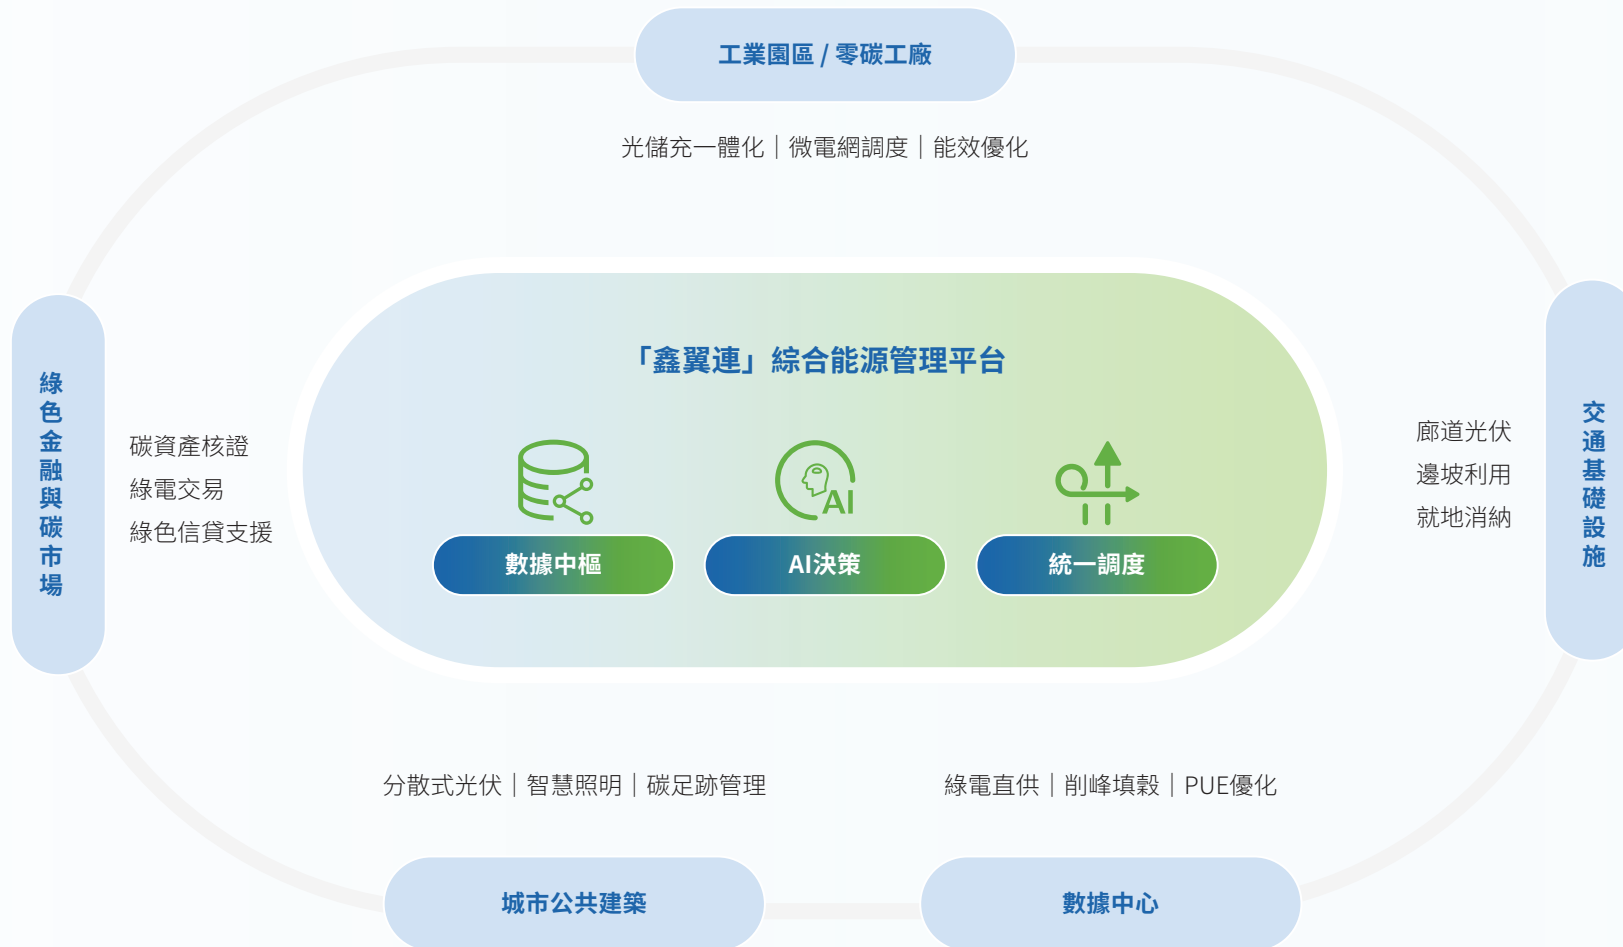 工業園區 / 零碳工廠
光儲充一體化｜微電網調度｜能效優化
綠色金融與碳市場
碳資產核證
綠電交易
綠色信貸支援
「鑫翼連」綜合能源管理平台
數據中樞
AI
AI決策
統一調度
廊道光伏
邊坡利用
就地消納
交通基礎設施
分散式光伏｜智慧照明｜碳足跡管理
綠電直供｜削峰填穀｜PUE優化
城市公共建築
數據中心